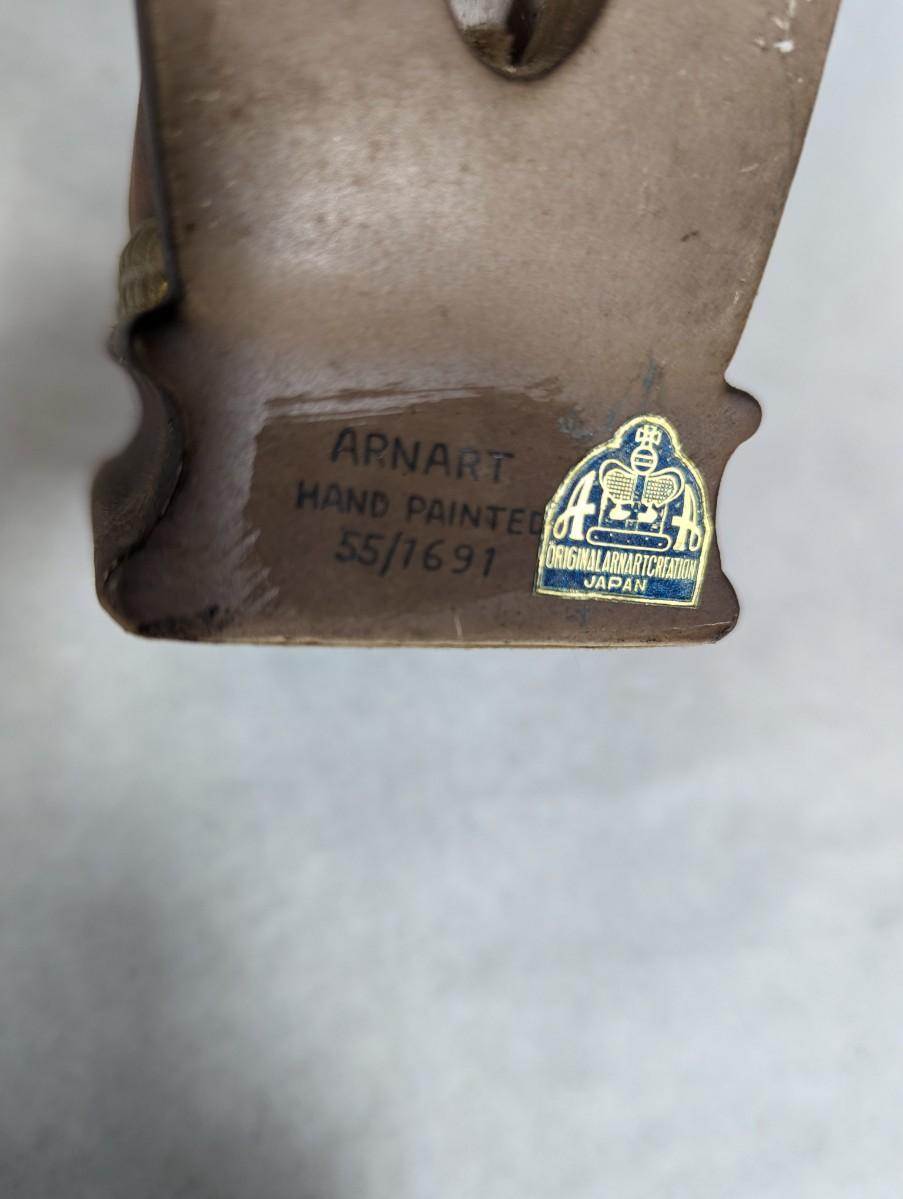 ARNART
HAND PAINTED
55/1691
A A
ORIGINAL ARNART CREATION
JAPAN